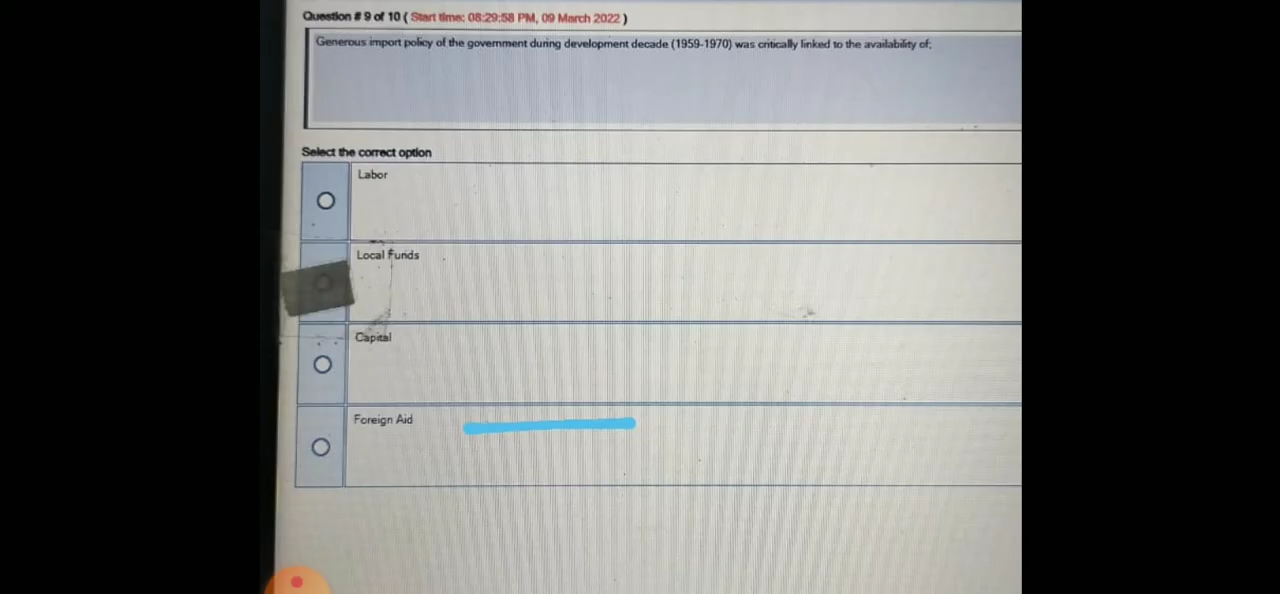 Question # 9 of 10 ( Start time: 08:29:58 PM, 09 March 2022 )
Generous import policy of the government during development decade (1959-1970) was critically linked to the availability of;
Select the correct option
Labor
Local Funds
Capital
Foreign Aid